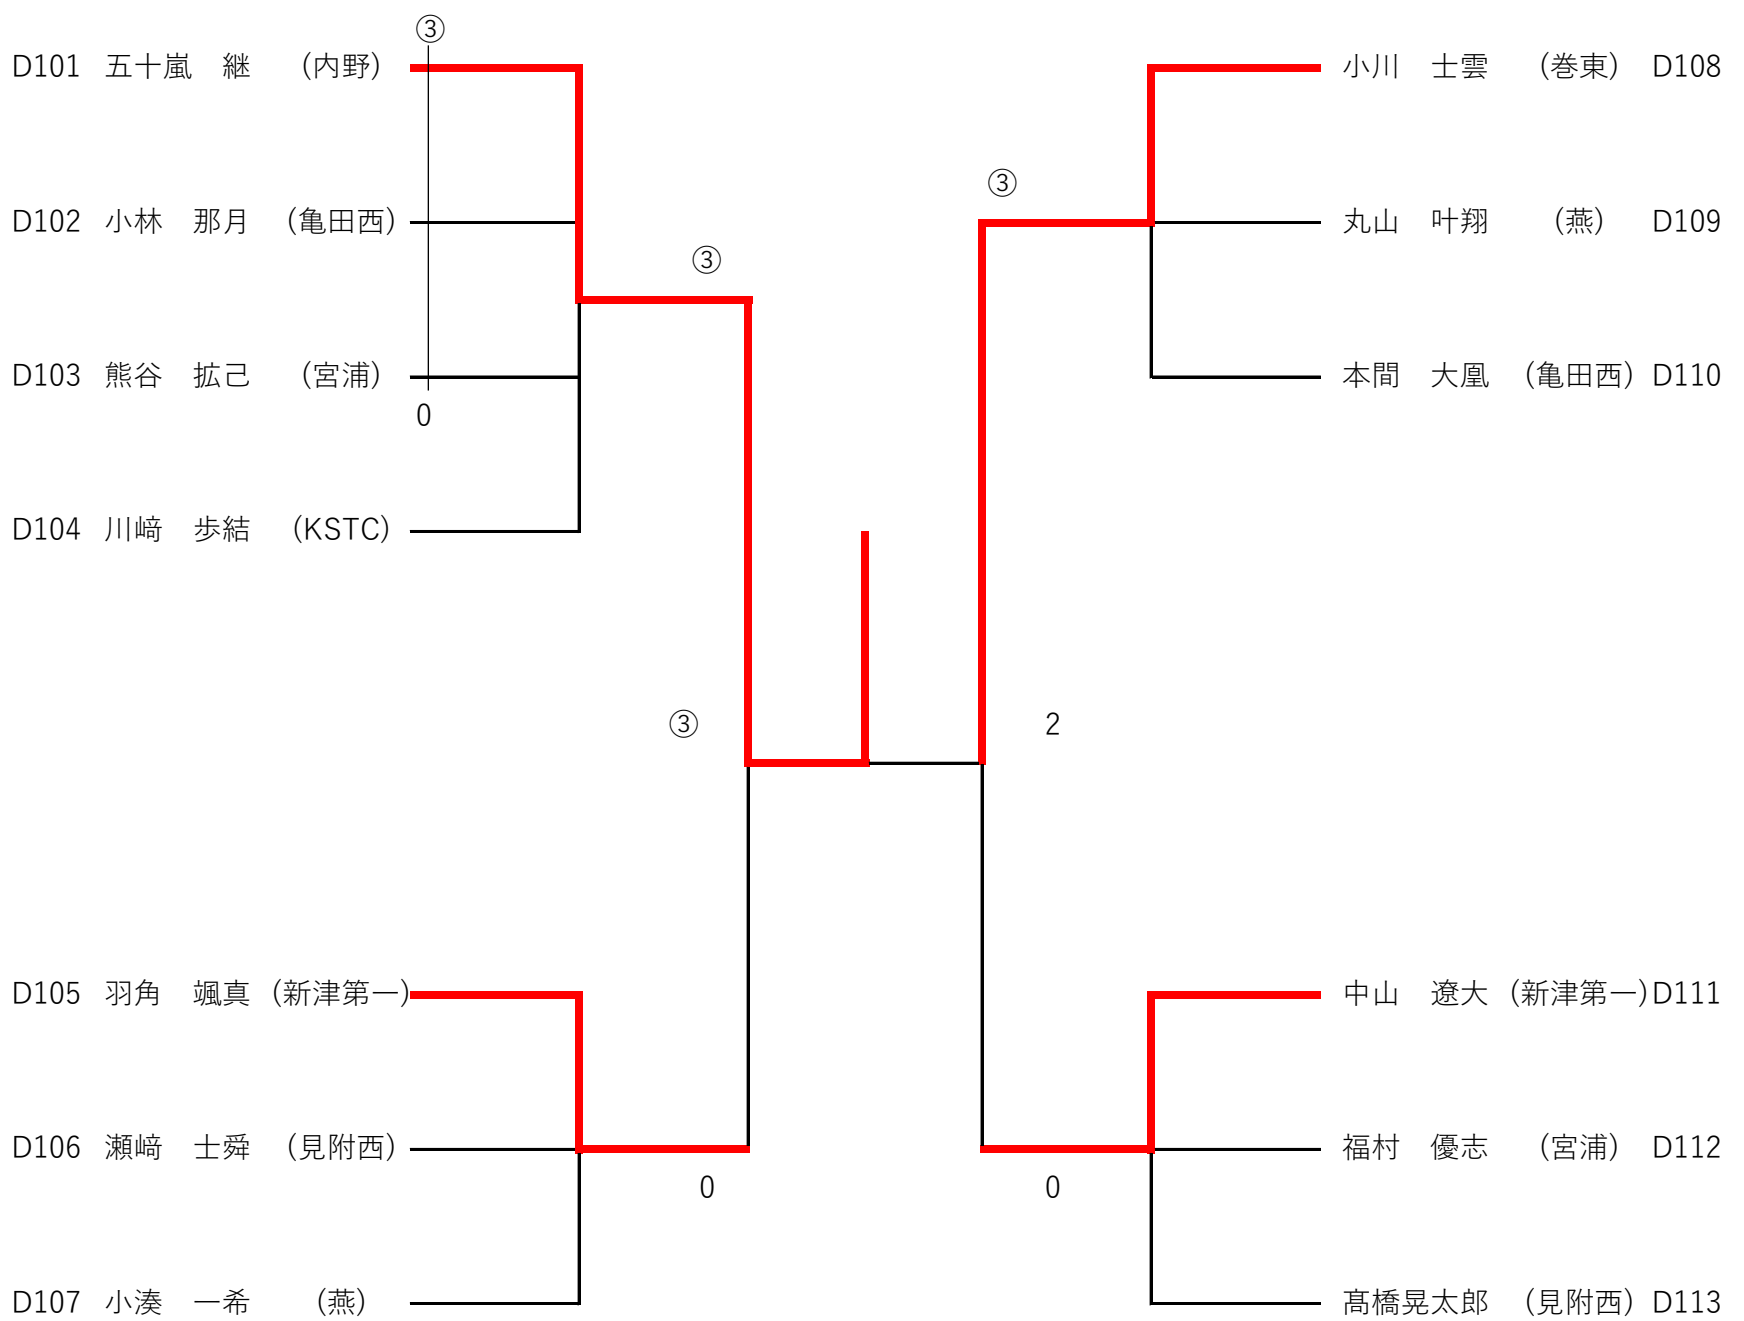 ③
D101 五十嵐　継 (内野)
小川　士雲 (巻東) D108
③
D102 小林　那月 (亀田西)
丸山　叶翔 (燕) D109
③
D103 熊谷　拡己 (宮浦)
本間　大凰 (亀田西) D110
0
D104 川﨑　歩結 (KSTC)
③
2
D105 羽角　颯真 (新津第一)
中山　遼大 (新津第一) D111
D106 瀬﨑　士舜 (見附西)
福村　優志 (宮浦) D112
0
0
D107 小湊　一希 (燕)
髙橋晃太郎 (見附西) D113